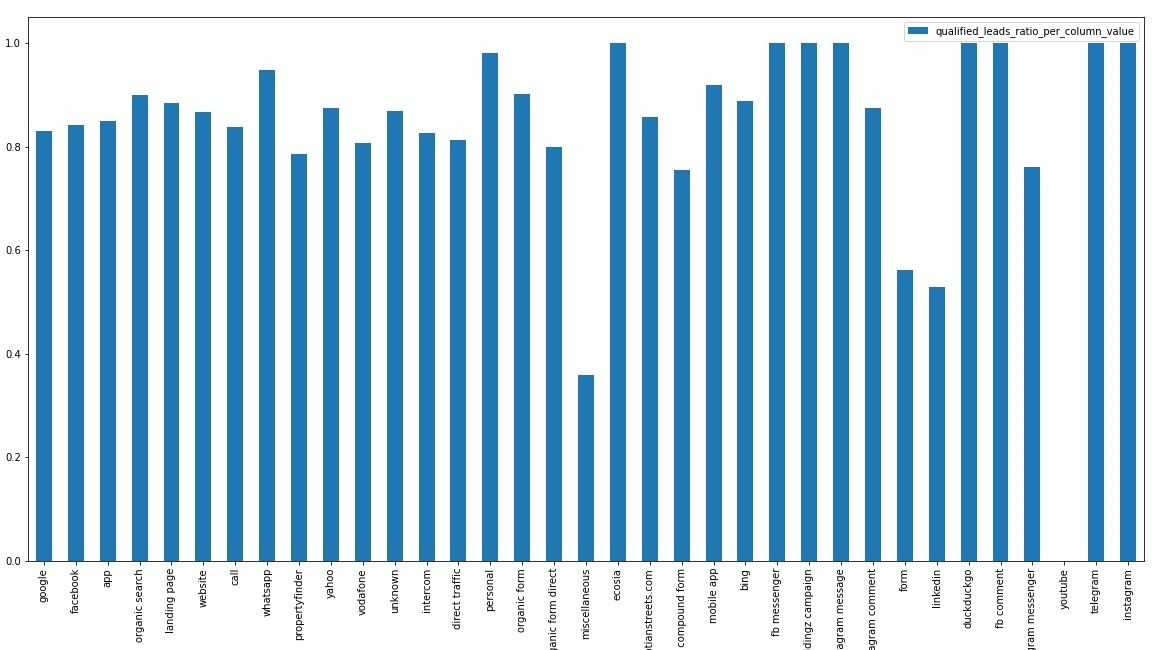 qualified_leads_ratio_per_column_value
1.0
0.8
0.6
0.4
0.2
0.0
google
facebook
app
organic search
landing page
website
call
whatsapp
propertyfinder
yahoo
vodafone
unknown
intercom
direct traffic
personal
organic form
ganic form direct
miscellaneous
ecosia
tianstreets.com
compound form
mobile app
bing
fb messenger
dingz campaign
agram message
agram comment
form
linkedin
duckduckgo
fb comment
gram messenger
youtube
telegram
instagram